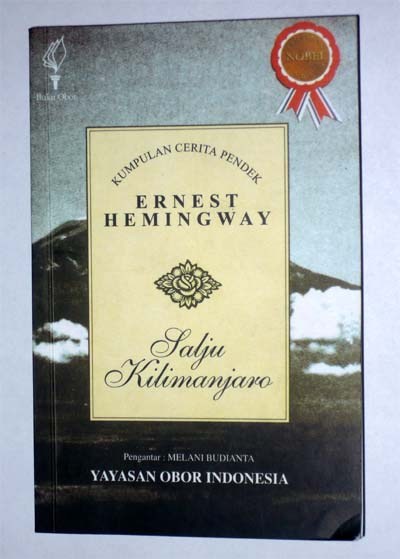 Buku Obor
NOBEL
KUMPULAN CERITA PENDEK
ERNEST
HEMINGWAY
Salju
Kilimanjaro
Pengantar : MELANI BUDIANTA
YAYASAN OBOR INDONESIA